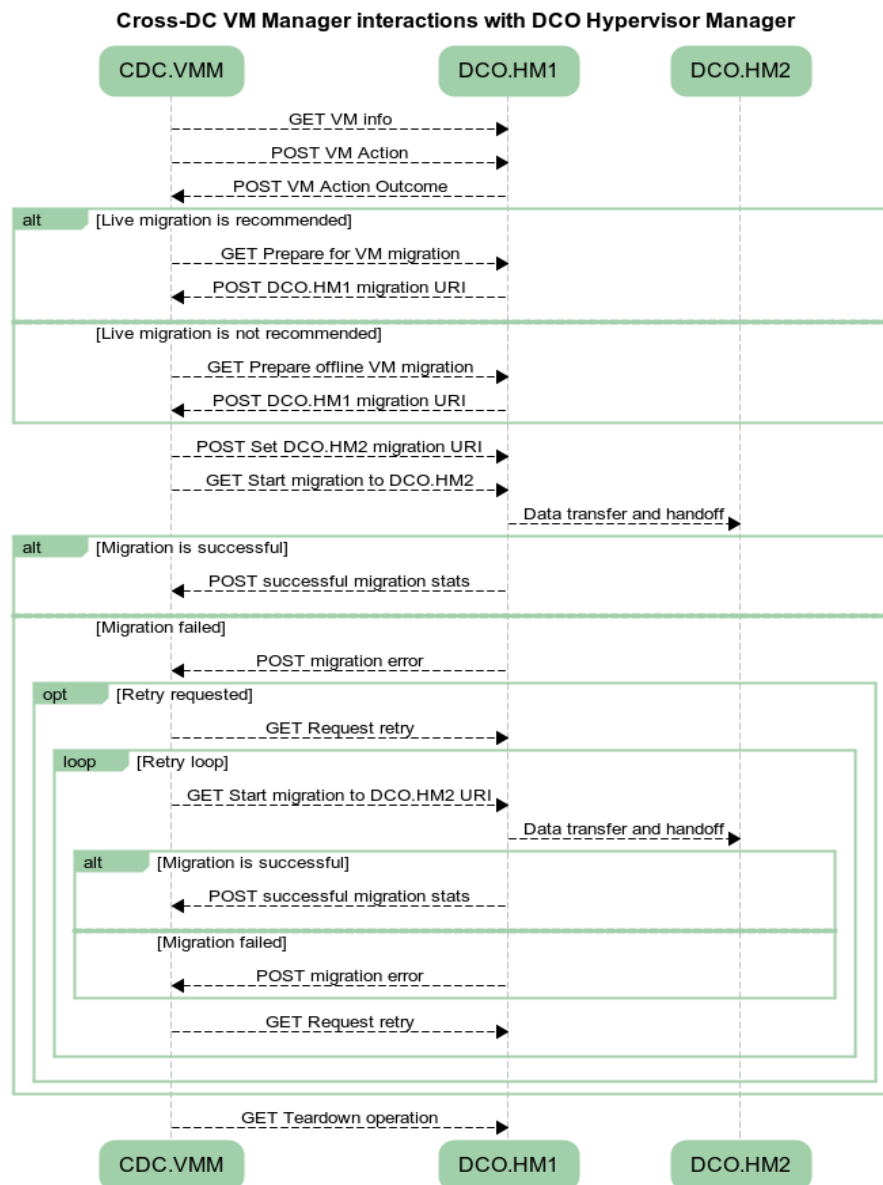 Cross-DC VM Manager interactions with DCO Hypervisor Manager
CDC.VMM DCO.HM1 DCO.HM2
GET VM info
POST VM Action
POST VM Action Outcome
alt [Live migration is recommended]
GET Prepare for VM migration
POST DCO.HM1 migration URI
[Live migration is not recommended]
GET Prepare offline VM migration
POST DCO.HM1 migration URI
POST Set DCO.HM2 migration URI
GET Start migration to DCO.HM2
Data transfer and handoff
alt [Migration is successful]
POST successful migration stats
[Migration failed]
POST migration error
opt [Retry requested]
GET Request retry
loop [Retry loop]
GET Start migration to DCO.HM2 URI
Data transfer and handoff
alt [Migration is successful]
POST successful migration stats
[Migration failed]
POST migration error
GET Request retry
GET Teardown operation
CDC.VMM DCO.HM1 DCO.HM2